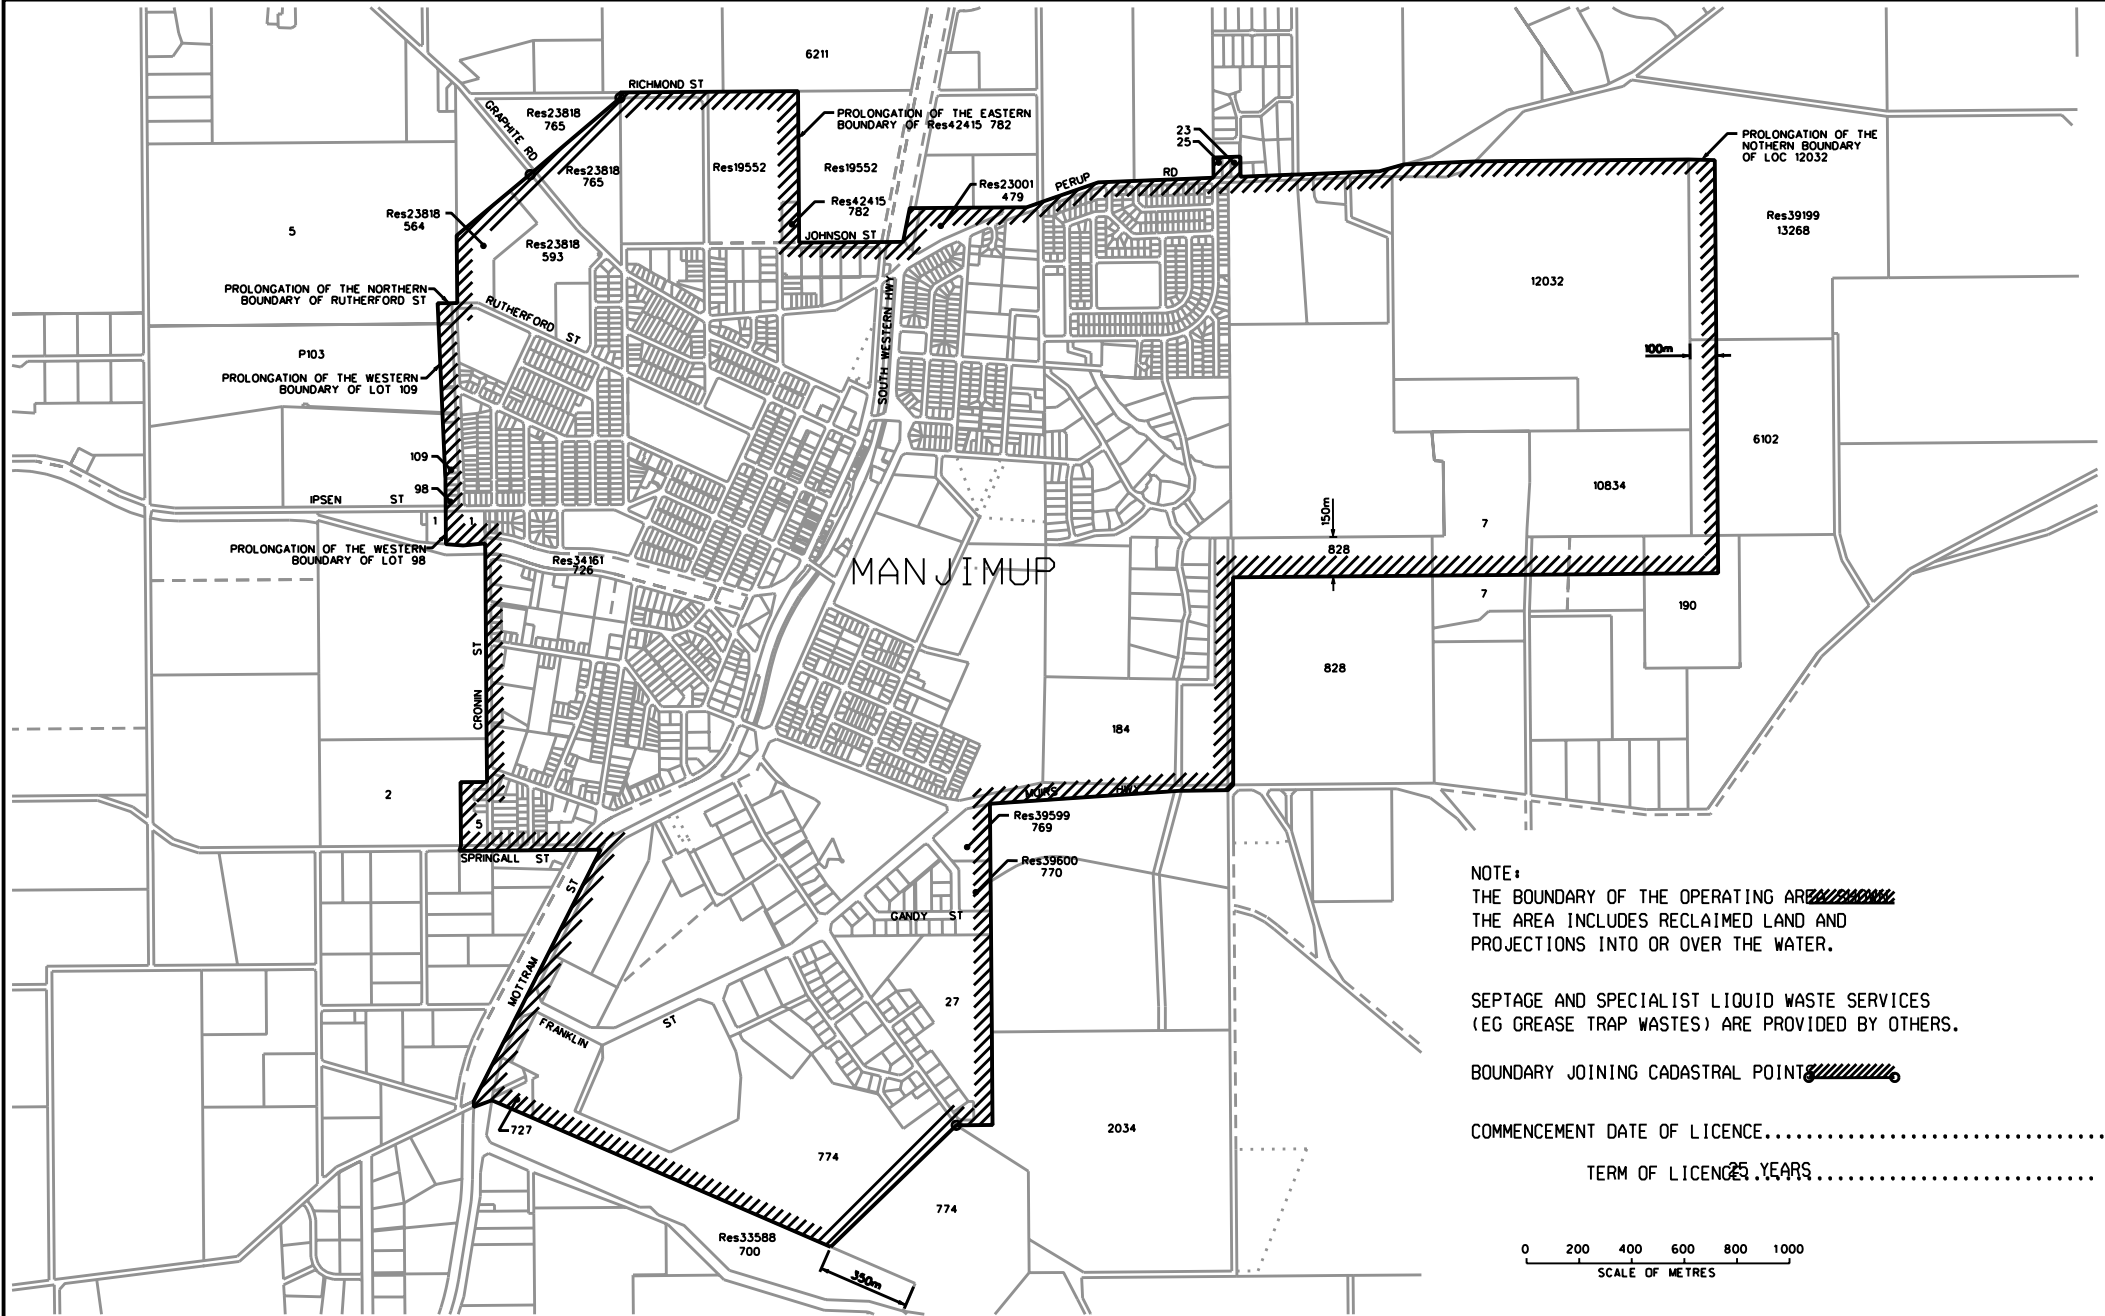 6211
RICHMOND ST
GRAPHITE RD
Res23818
765
Res23818
765
Res19552
PROLONGATION OF THE EASTERN
BOUNDARY OF Res42415 782
Res19552
Res42415
782
JOHNSON ST
Res23001
479
PERUP RD
23
25
PROLONGATION OF THE
NOTHERN BOUNDARY
OF LOC 12032
Res39199
13268
12032
5
Res23818
564
Res23818
593
PROLONGATION OF THE NORTHERN
BOUNDARY OF RUTHERFORD ST
RUTHERFORD ST
SOUTH WESTERN HWY
P103
PROLONGATION OF THE WESTERN
BOUNDARY OF LOT 109
100m
6102
109
98
IPSEN ST
1
1
10834
7
150m
828
PROLONGATION OF THE WESTERN
BOUNDARY OF LOT 98
Res34161
726
MANJIMUP
7
190
828
CRONIN ST
184
2
5
SPRINGALL ST
MUIRS HWY
Res39599
769
Res39600
770
GANDY ST
MOTTRAM ST
FRANKLIN ST
27
727
774
774
2034
Res33588
700
350m
NOTE:
THE BOUNDARY OF THE OPERATING AREA SHOWN
THE AREA INCLUDES RECLAIMED LAND AND
PROJECTIONS INTO OR OVER THE WATER.
SEPTAGE AND SPECIALIST LIQUID WASTE SERVICES
(EG GREASE TRAP WASTES) ARE PROVIDED BY OTHERS.
BOUNDARY JOINING CADASTRAL POINTS
COMMENCEMENT DATE OF LICENCE................................
TERM OF LICENCE 25 YEARS................................
0 200 400 600 800 1000
SCALE OF METRES